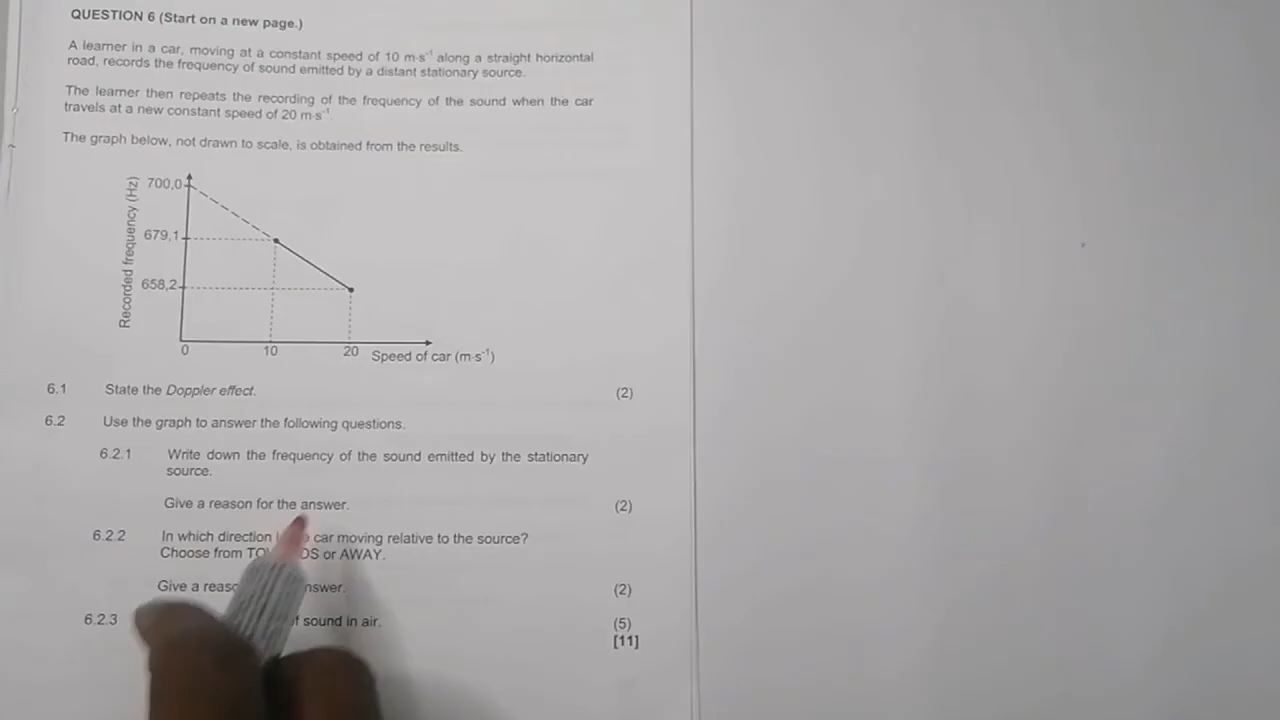 QUESTION 6 (Start on a new page.)
A learner in a car, moving at a constant speed of 10 m·s⁻¹ along a straight horizontal
road, records the frequency of sound emitted by a distant stationary source.
The learner then repeats the recording of the frequency of the sound when the car
travels at a new constant speed of 20 m·s⁻¹.
The graph below, not drawn to scale, is obtained from the results.
Recorded frequency (Hz)
700,0
679,1
658,2
0 10 20 Speed of car (m·s⁻¹)
6.1 State the Doppler effect. (2)
6.2 Use the graph to answer the following questions.
6.2.1 Write down the frequency of the sound emitted by the stationary
source.
Give a reason for the answer. (2)
6.2.2 In which direction car moving relative to the source?
Choose from or AWAY.
Give a (2)
6.2.3 sound in air. (5)
[11]